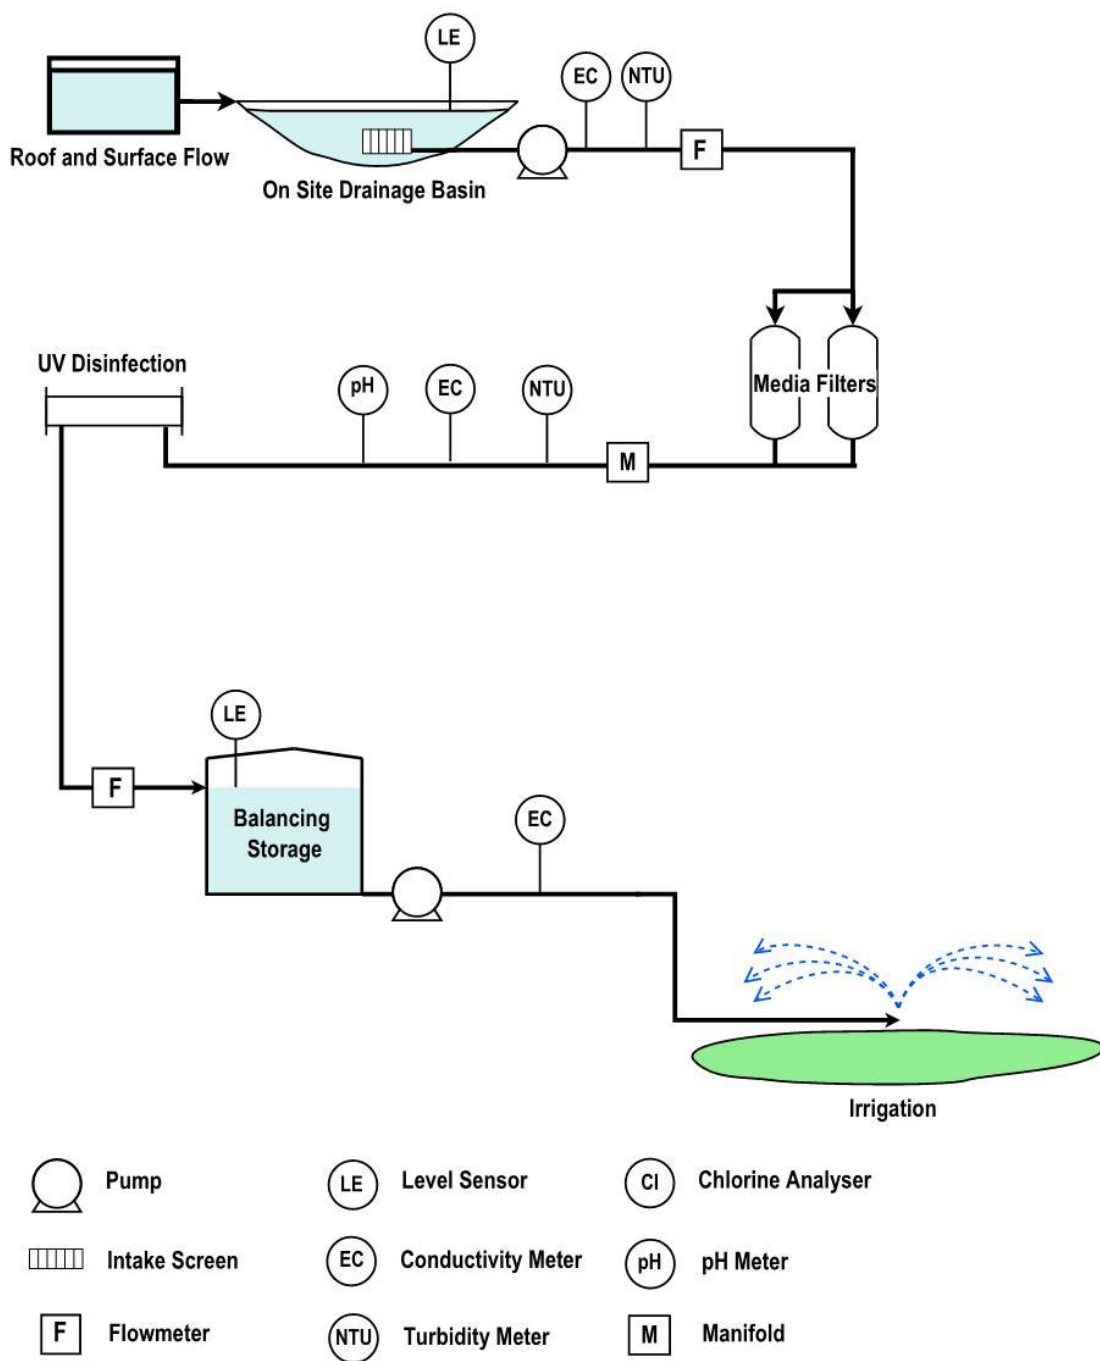 LE
EC
NTU
F
Roof and Surface Flow
On Site Drainage Basin
UV Disinfection
pH
EC
NTU
Media Filters
M
LE
F
Balancing
Storage
EC
Irrigation
Pump
LE
Level Sensor
Cl
Chlorine Analyser
Intake Screen
EC
Conductivity Meter
pH
pH Meter
F
Flowmeter
NTU
Turbidity Meter
M
Manifold